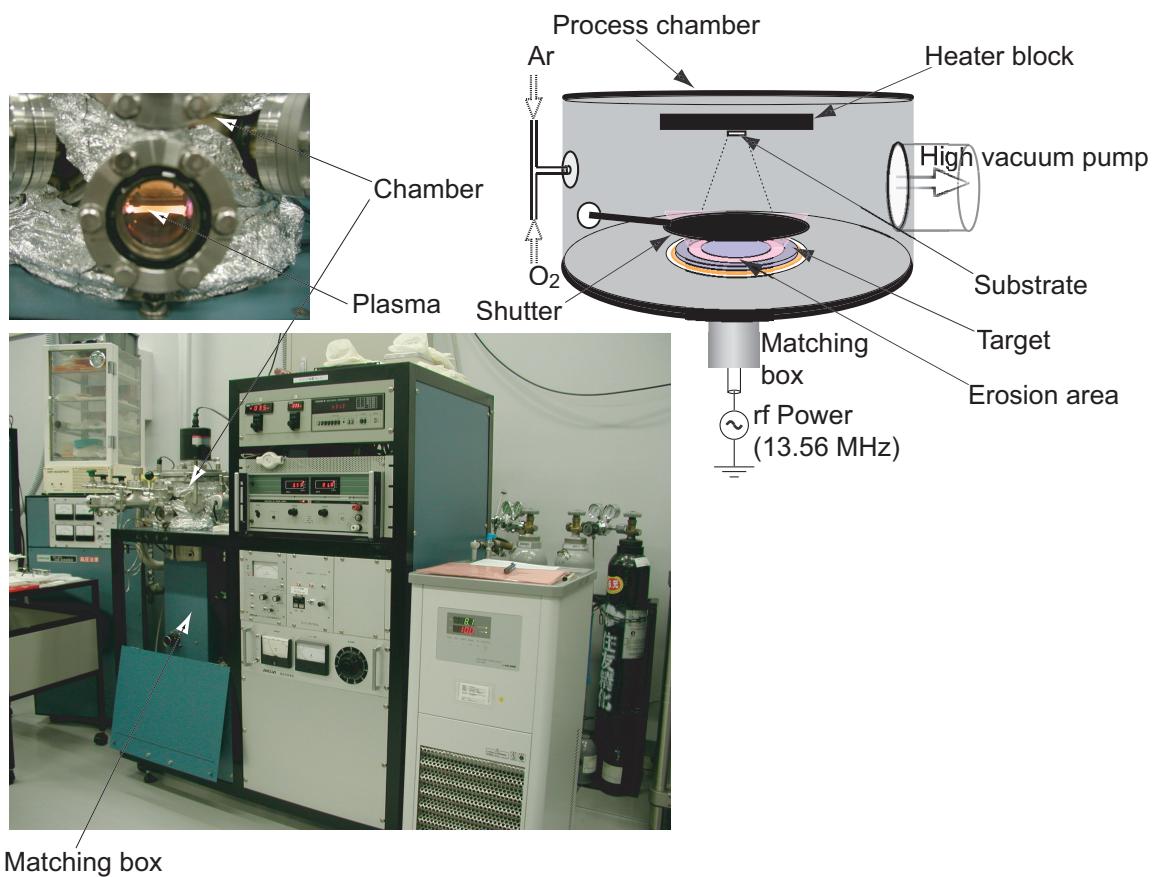 Process chamber
Ar
Heater block
High vacuum pump
Chamber
O2
Substrate
Plasma
Shutter
Target
Matching
box
Erosion area
rf Power
(13.56 MHz)
Matching box